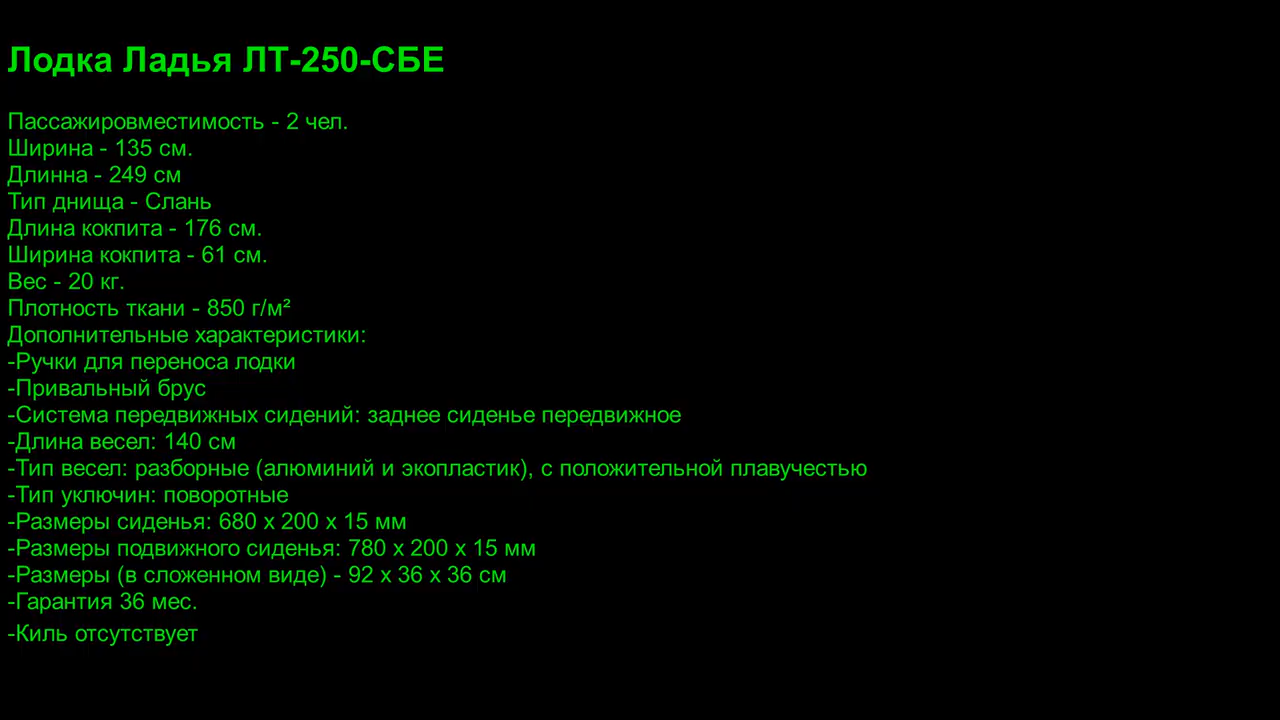 Лодка Ладья ЛТ-250-СБЕ
Пассажировместимость - 2 чел.
Ширина - 135 см.
Длинна - 249 см
Тип днища - Слань
Длина кокпита - 176 см.
Ширина кокпита - 61 см.
Вес - 20 кг.
Плотность ткани - 850 г/м²
Дополнительные характеристики:
-Ручки для переноса лодки
-Привальный брус
-Система передвижных сидений: заднее сиденье передвижное
-Длина весел: 140 см
-Тип весел: разборные (алюминий и экопластик), с положительной плавучестью
-Тип уключин: поворотные
-Размеры сиденья: 680 х 200 х 15 мм
-Размеры подвижного сиденья: 780 х 200 х 15 мм
-Размеры (в сложенном виде) - 92 х 36 х 36 см
-Гарантия 36 мес.
-Киль отсутствует